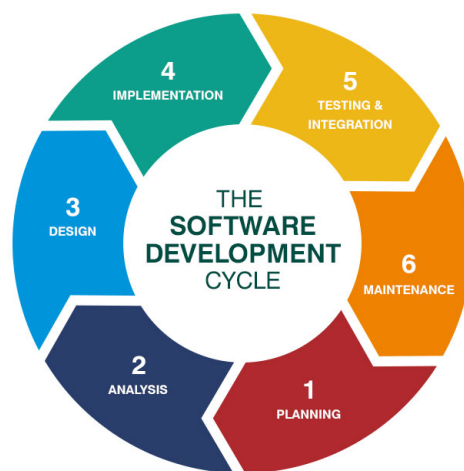 THE
SOFTWARE
DEVELOPMENT
CYCLE
1
PLANNING
2
ANALYSIS
3
DESIGN
4
IMPLEMENTATION
5
TESTING &
INTEGRATION
6
MAINTENANCE